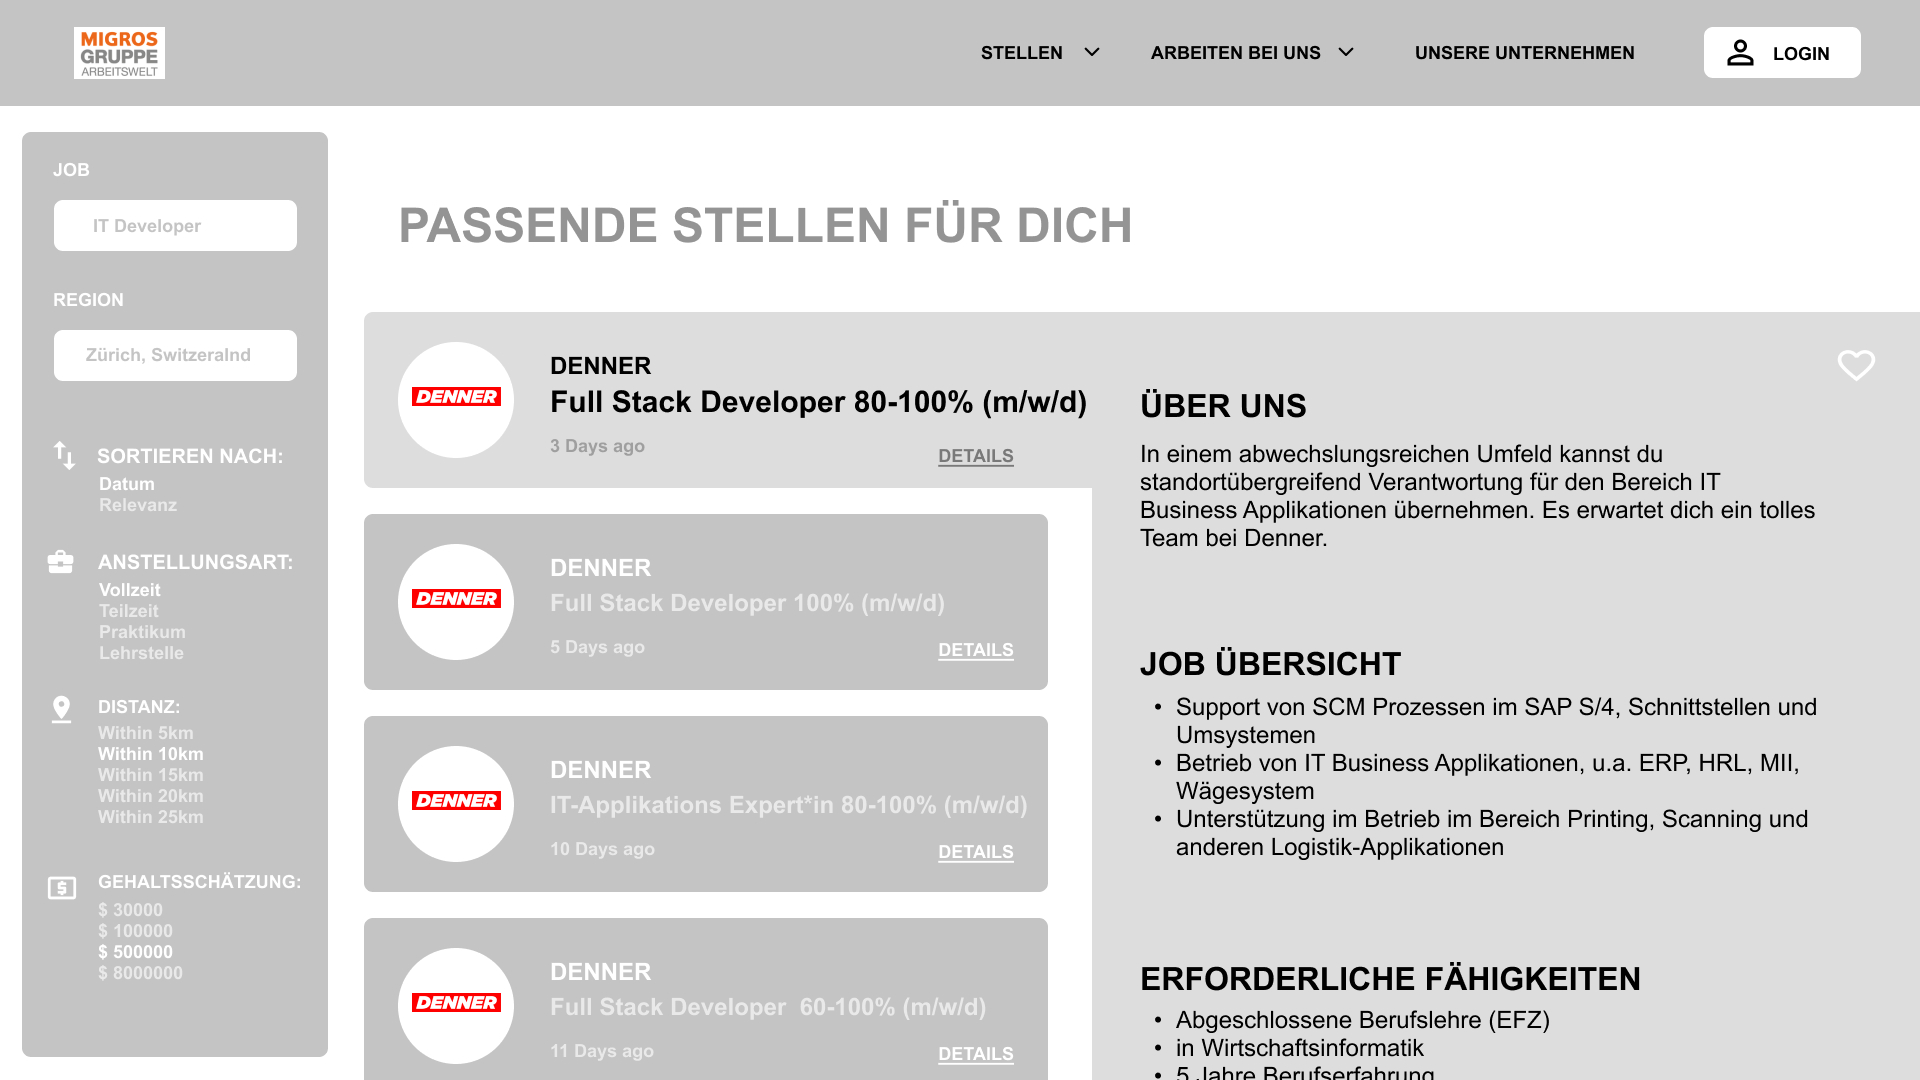 MIGROS
GRUPPE
ARBEITSWELT
STELLEN
ARBEITEN BEI UNS
UNSERE UNTERNEHMEN
LOGIN
JOB
IT Developer
REGION
Zürich, Switzeralnd
SORTIEREN NACH:
Datum
Relevanz
ANSTELLUNGSART:
Vollzeit
Teilzeit
Praktikum
Lehrstelle
DISTANZ:
Within 5km
Within 10km
Within 15km
Within 20km
Within 25km
GEHALTSSCHÄTZUNG:
$ 30000
$ 100000
$ 500000
$ 8000000
PASSENDE STELLEN FÜR DICH
DENNER
DENNER
Full Stack Developer 80-100% (m/w/d)
3 Days ago
DETAILS
DENNER
DENNER
Full Stack Developer 100% (m/w/d)
5 Days ago
DETAILS
DENNER
DENNER
IT-Applikations Expert*in 80-100% (m/w/d)
10 Days ago
DETAILS
DENNER
DENNER
Full Stack Developer  60-100% (m/w/d)
11 Days ago
DETAILS
ÜBER UNS
In einem abwechslungsreichen Umfeld kannst du
standortübergreifend Verantwortung für den Bereich IT
Business Applikationen übernehmen. Es erwartet dich ein tolles
Team bei Denner.
JOB ÜBERSICHT
• Support von SCM Prozessen im SAP S/4, Schnittstellen und
Umsystemen
• Betrieb von IT Business Applikationen, u.a. ERP, HRL, MII,
Wägesystem
• Unterstützung im Betrieb im Bereich Printing, Scanning und
anderen Logistik-Applikationen
ERFORDERLICHE FÄHIGKEITEN
• Abgeschlossene Berufslehre (EFZ)
• in Wirtschaftsinformatik
• 5 Jahre Berufserfahrung